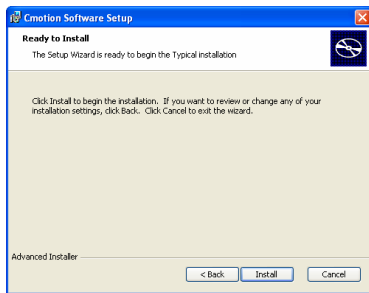 Cmotion Software Setup
Ready to Install
The Setup Wizard is ready to begin the Typical installation
Click Install to begin the installation. If you want to review or change any of your
installation settings, click Back. Click Cancel to exit the wizard.
Advanced Installer
< Back Install Cancel